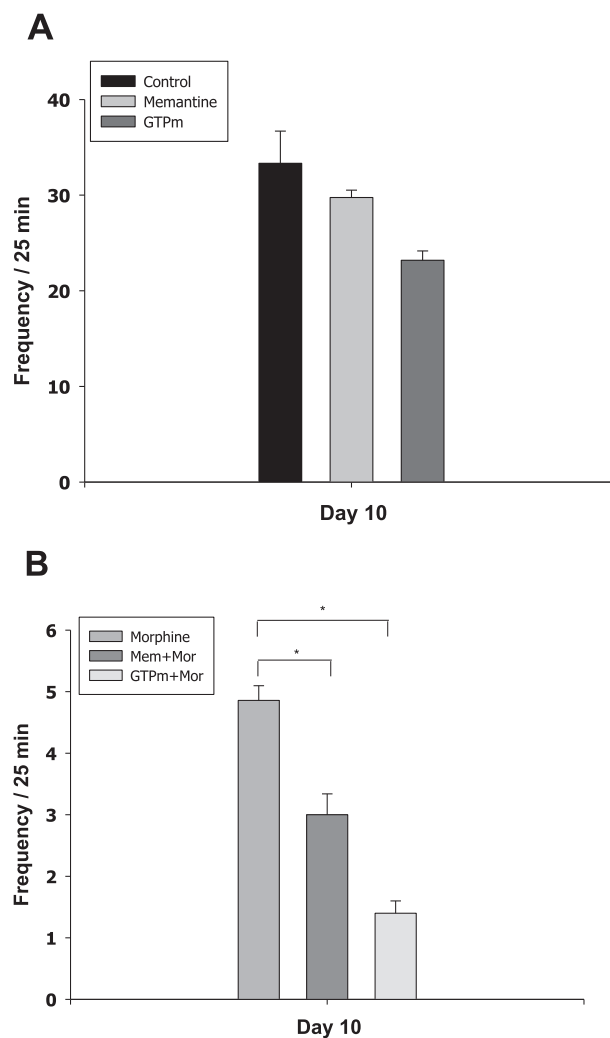 A
Control
Memantine
GTPm
40
30
20
10
0
Frequency / 25 min
Day 10
B
Morphine
Mem+Mor
GTPm+Mor
*
*
6
5
4
3
2
1
0
Frequency / 25 min
Day 10